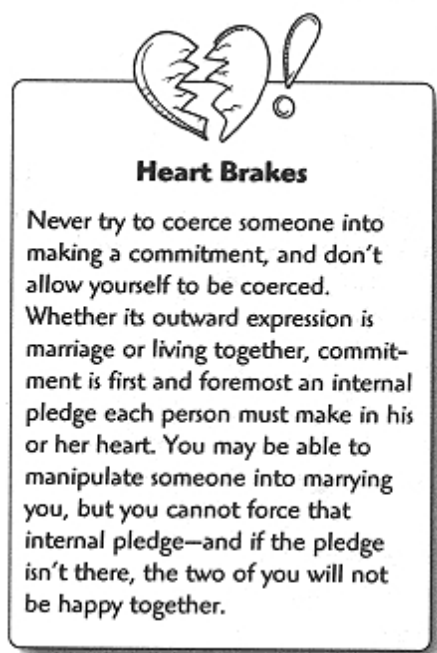 Heart Brakes
Never try to coerce someone into
making a commitment, and don't
allow yourself to be coerced.
Whether its outward expression is
marriage or living together, commit-
ment is first and foremost an internal
pledge each person must make in his
or her heart. You may be able to
manipulate someone into marrying
you, but you cannot force that
internal pledge—and if the pledge
isn't there, the two of you will not
be happy together.